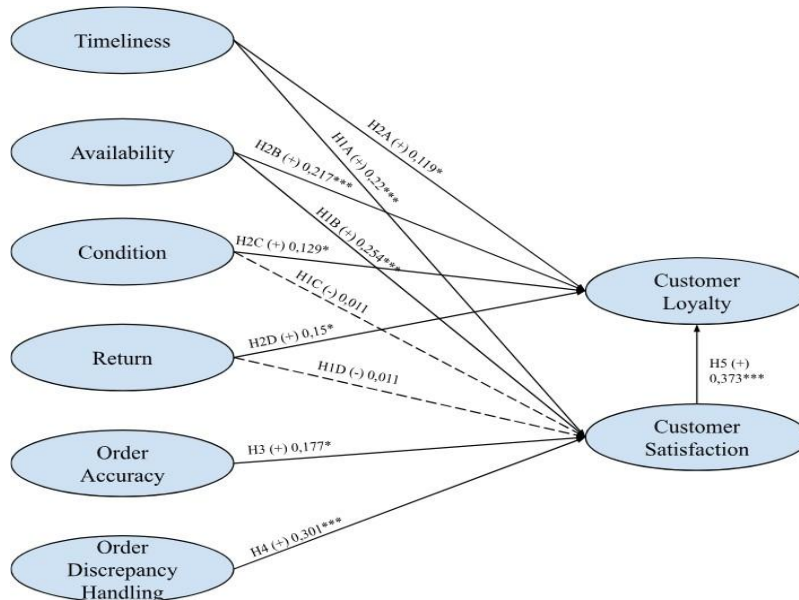 Timeliness
H2A (+) 0,119*
H1A (+) 0,22***
Availability
H2B (+) 0,217***
H1B (+) 0,254***
Condition
H2C (+) 0,129*
H1C (-) 0,011
Customer
Loyalty
Return
H2D (+) 0,15*
H1D (-) 0,011
H5 (+)
0,373***
Order
Accuracy
H3 (+) 0,177*
Customer
Satisfaction
Order
Discrepancy
Handling
H4 (+) 0,301***